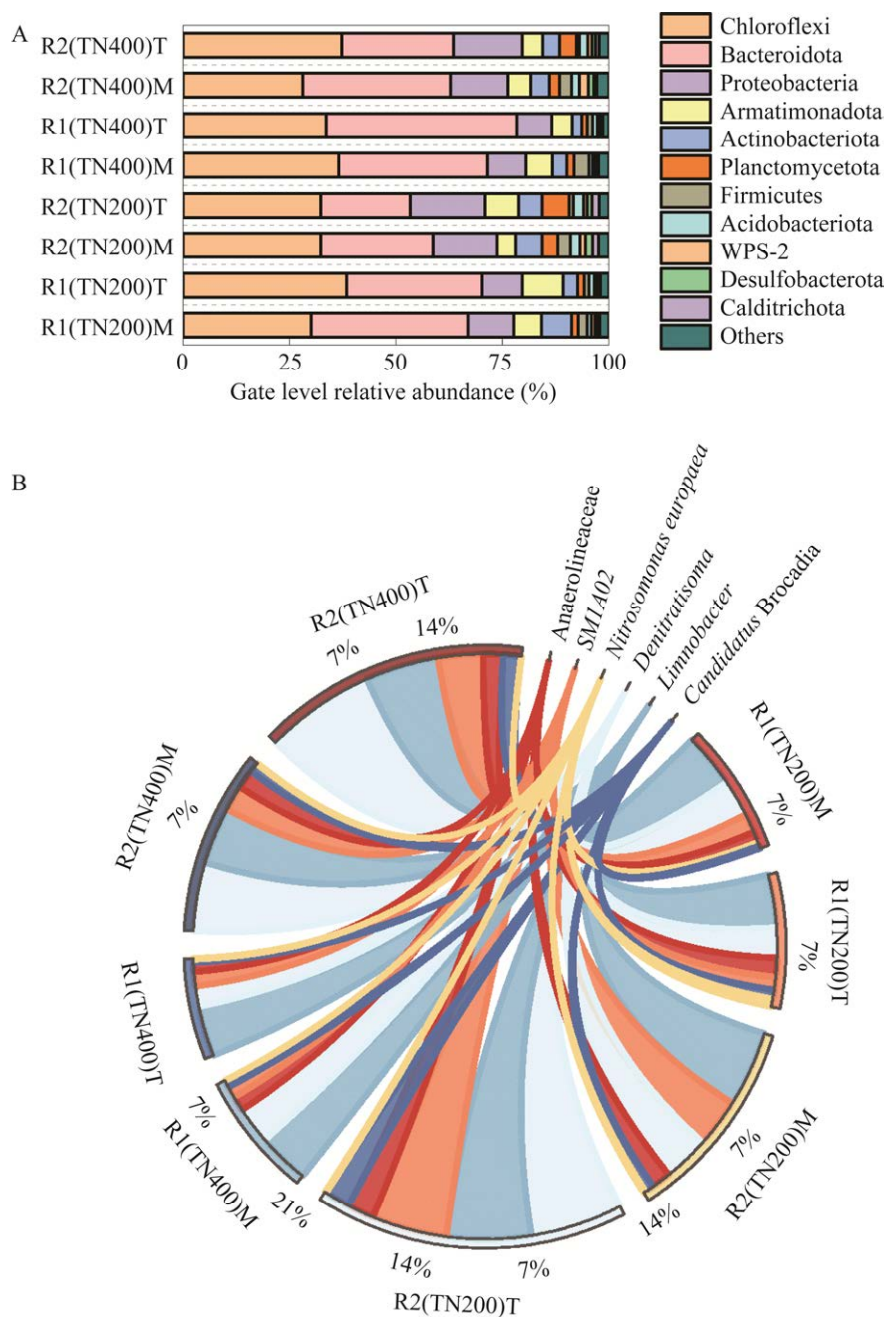 A
R2(TN400)T
R2(TN400)M
R1(TN400)T
R1(TN400)M
R2(TN200)T
R2(TN200)M
R1(TN200)T
R1(TN200)M
0 25 50 75 100
Gate level relative abundance (%)
Chloroflexi
Bacteroidota
Proteobacteria
Armatimonadota
Actinobacteriota
Planctomycetota
Firmicutes
Acidobacteriota
WPS-2
Desulfobacterota
Calditrichota
Others
B
Anaerolineaceae
SM1A02
Nitrosomonas europaea
Denitratisoma
Limnobacter
Candidatus Brocadia
R2(TN400)T
7%
14%
R2(TN400)M
7%
R1(TN400)T
R1(TN400)M
7%
21%
R2(TN200)T
14%
7%
R2(TN200)M
14%
7%
R1(TN200)T
7%
R1(TN200)M
7%